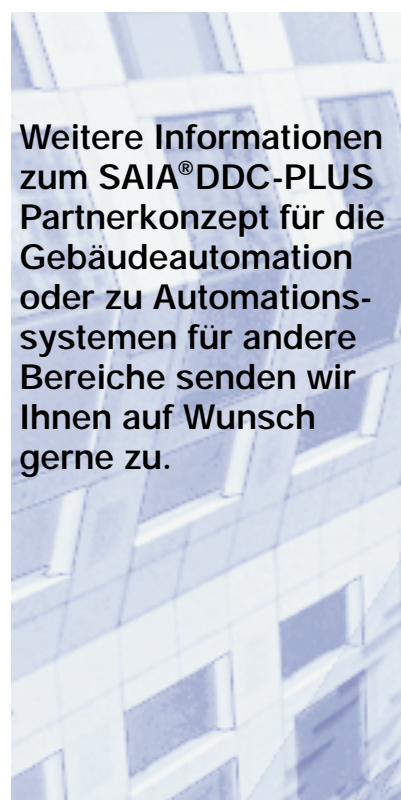 Weitere Informationen
zum SAIA®DDC-PLUS
Partnerkonzept für die
Gebäudeautomation
oder zu Automations-
systemen für andere
Bereiche senden wir
Ihnen auf Wunsch
gerne zu.